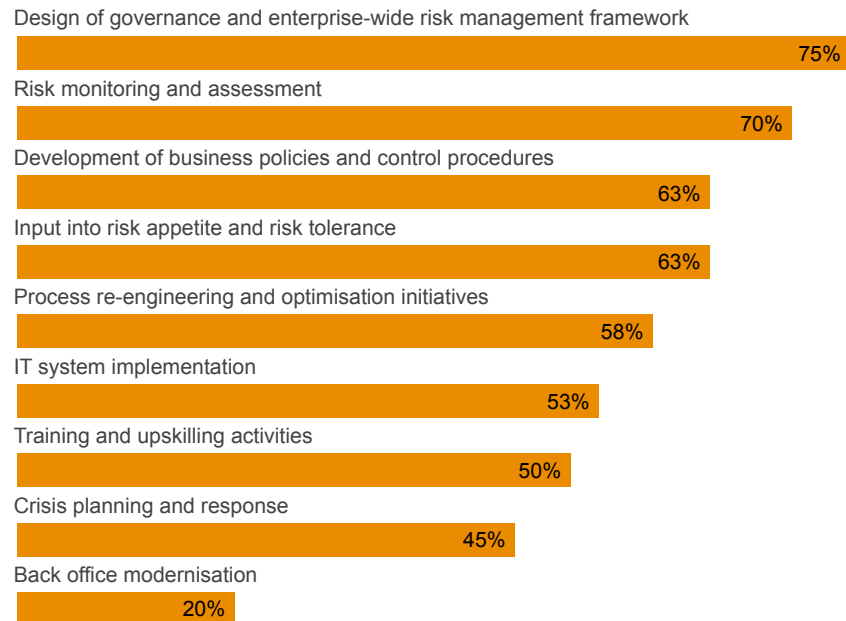 Design of governance and enterprise-wide risk management framework
75%
Risk monitoring and assessment
70%
Development of business policies and control procedures
63%
Input into risk appetite and risk tolerance
63%
Process re-engineering and optimisation initiatives
58%
IT system implementation
53%
Training and upskilling activities
50%
Crisis planning and response
45%
Back office modernisation
20%